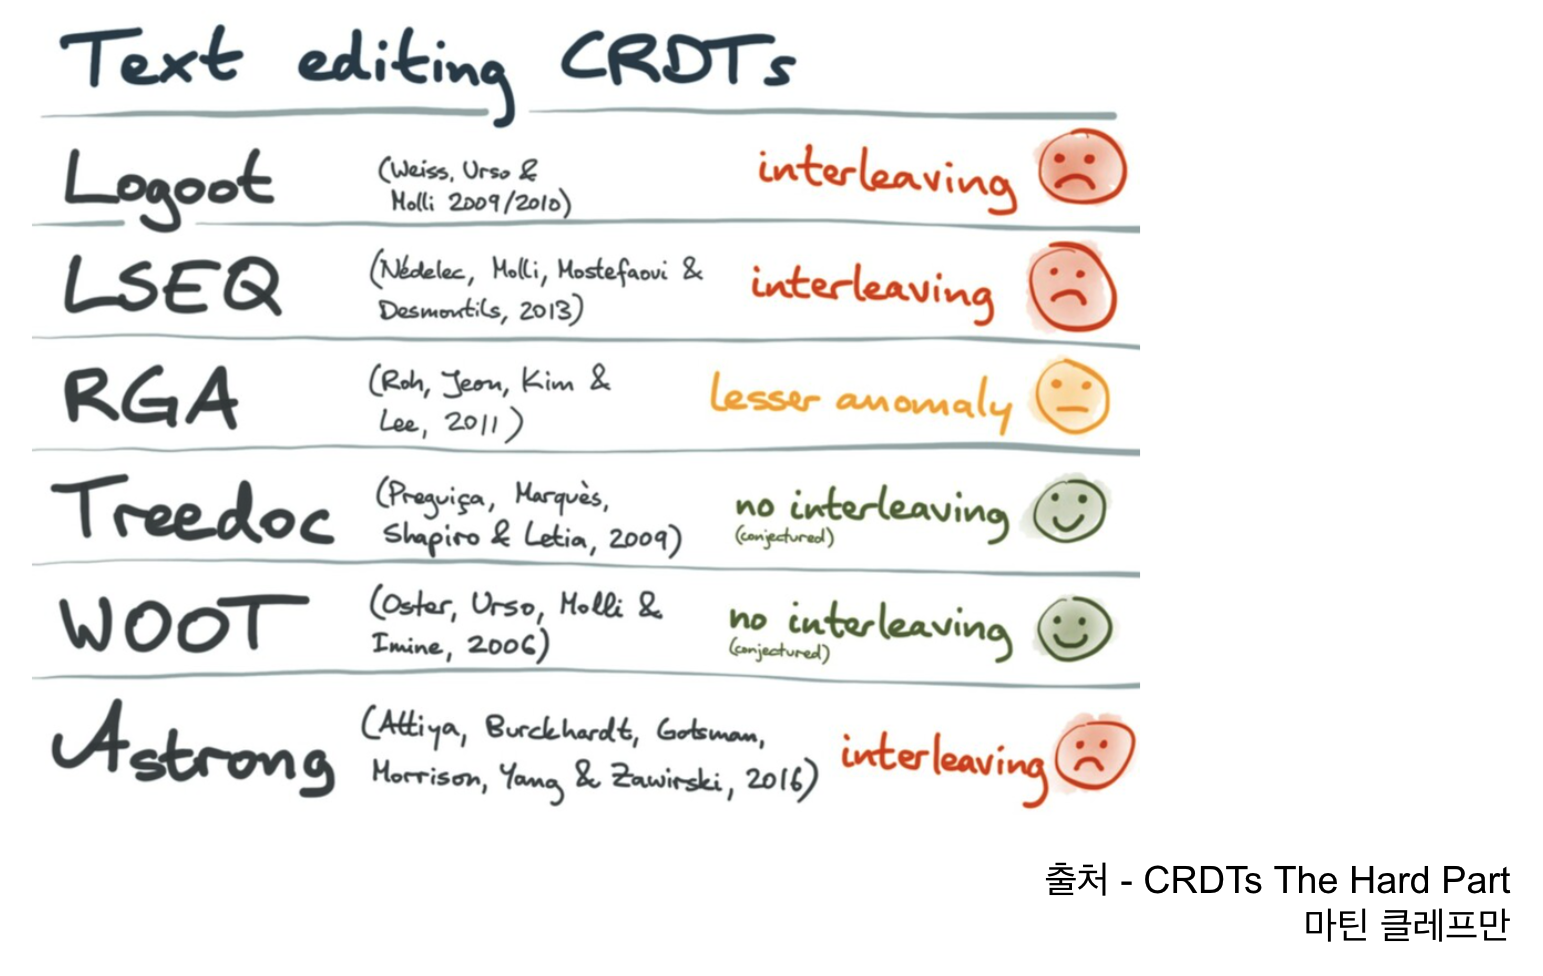 Text editing CRDTs
Logoot (Weiss, Urso & interleaving
Molli 2009/2010)
LSEQ (Nédelec, Molli, Mostefaoui & interleaving
Desmontils, 2013)
RGA (Roh, Jeon, Kim & lesser anomaly
Lee, 2011)
Treedoc (Preguiça, Marquès, no interleaving
Shapiro & Letia, 2009) (conjectured)
WOOT (Oster, Urso, Molli & no interleaving
Imine, 2006) (conjectured)
Astrong (Attiya, Burckhardt, Gotsman, interleaving
Morrison, Yang & Zawirski, 2016)
출처 - CRDTs The Hard Part
마틴 클레프만